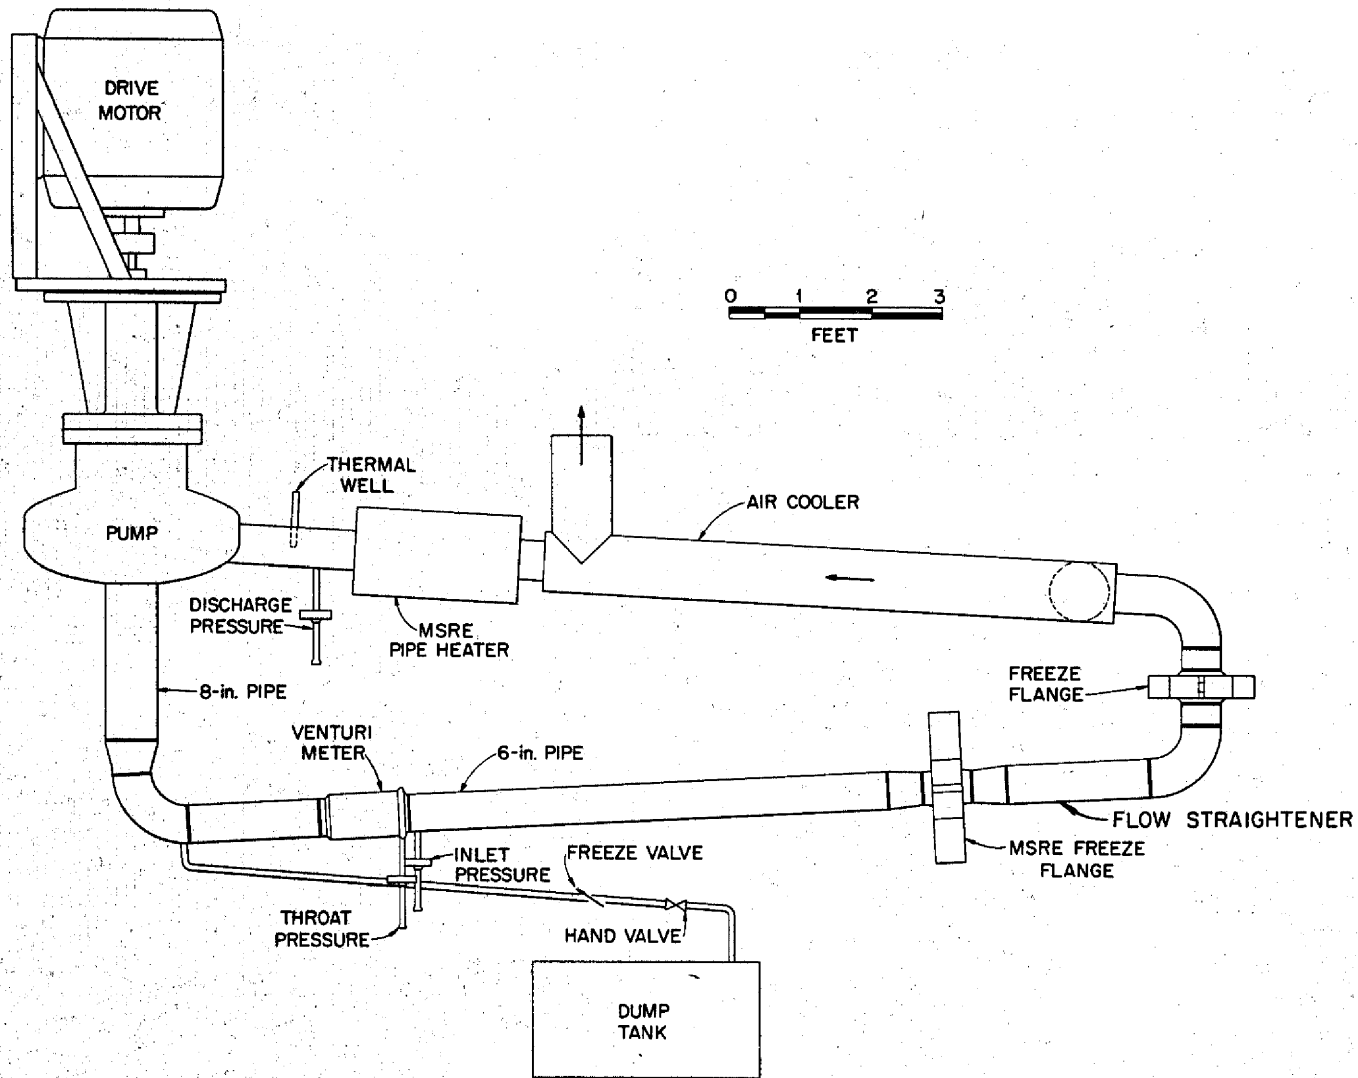 DRIVE
MOTOR
0 1 2 3
FEET
THERMAL
WELL
AIR COOLER
PUMP
DISCHARGE
PRESSURE
MSRE
PIPE HEATER
8-in. PIPE
FREEZE
FLANGE
VENTURI
METER
6-in. PIPE
FLOW STRAIGHTENER
MSRE FREEZE
FLANGE
INLET
PRESSURE
FREEZE VALVE
THROAT
PRESSURE
HAND VALVE
DUMP
TANK